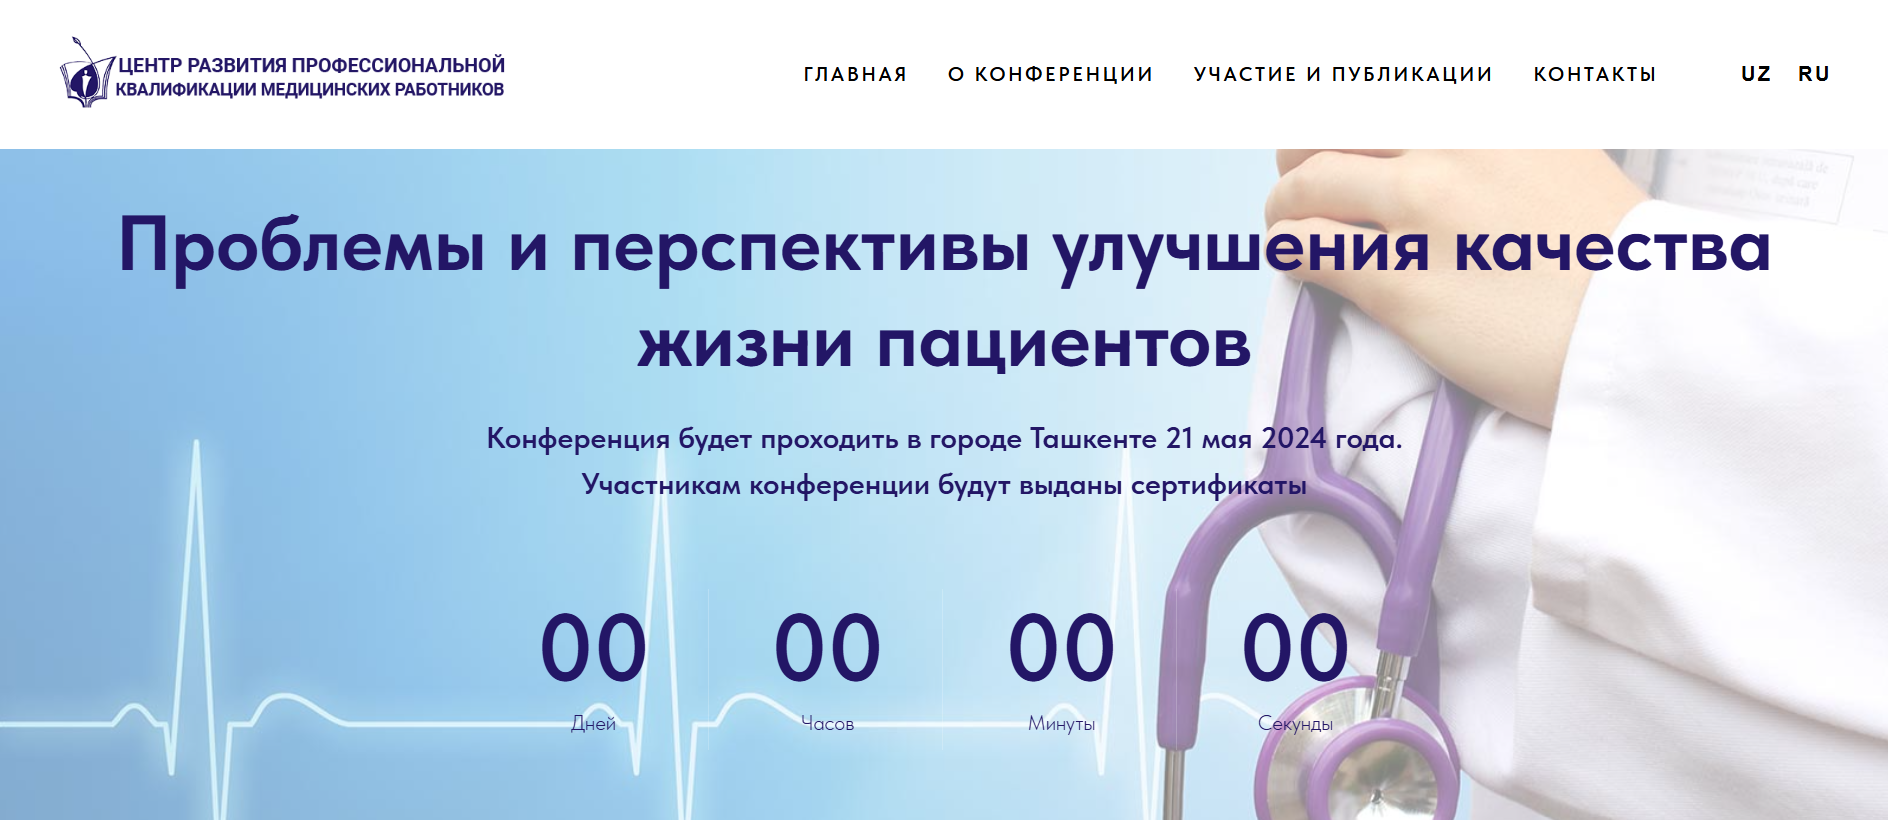 ЦЕНТР РАЗВИТИЯ ПРОФЕССИОНАЛЬНОЙ
КВАЛИФИКАЦИИ МЕДИЦИНСКИХ РАБОТНИКОВ
ГЛАВНАЯ О КОНФЕРЕНЦИИ УЧАСТИЕ И ПУБЛИКАЦИИ КОНТАКТЫ UZ RU
Проблемы и перспективы улучшения качества
жизни пациентов
Конференция будет проходить в городе Ташкенте 21 мая 2024 года.
Участникам конференции будут выданы сертификаты
00 00 00 00
Дней Часов Минуты Секунды